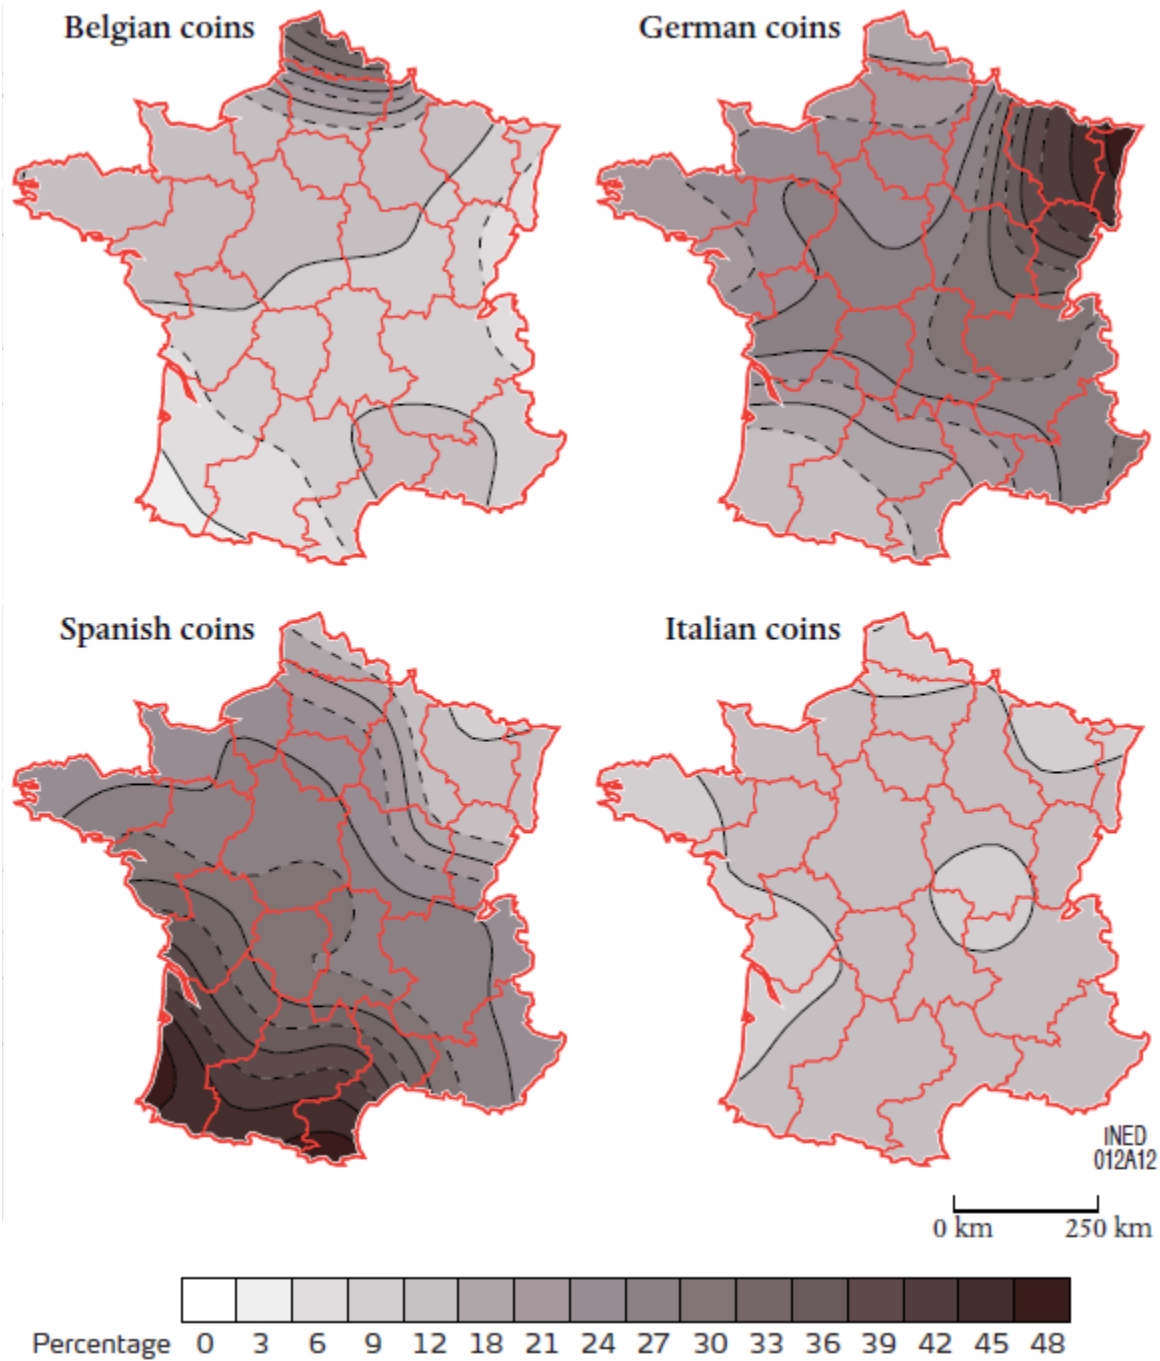 Belgian coins
German coins
Spanish coins
Italian coins
INED
012A12
0 km 250 km
Percentage 0 3 6 9 12 18 21 24 27 30 33 36 39 42 45 48